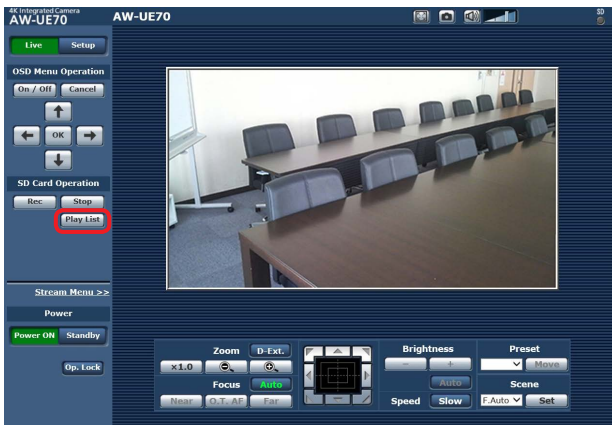 4K Integrated Camera
AW-UE70
AW-UE70
SD
Live Setup
OSD Menu Operation
On / Off Cancel
OK
SD Card Operation
Rec Stop
Play List
Stream Menu >>
Power
Power ON Standby
Op. Lock
Zoom D-Ext.
×1.0
Focus Auto
Near O.T. AF Far
Brightness
− +
Auto
Speed Slow
Preset
Move
Scene
F.Auto Set